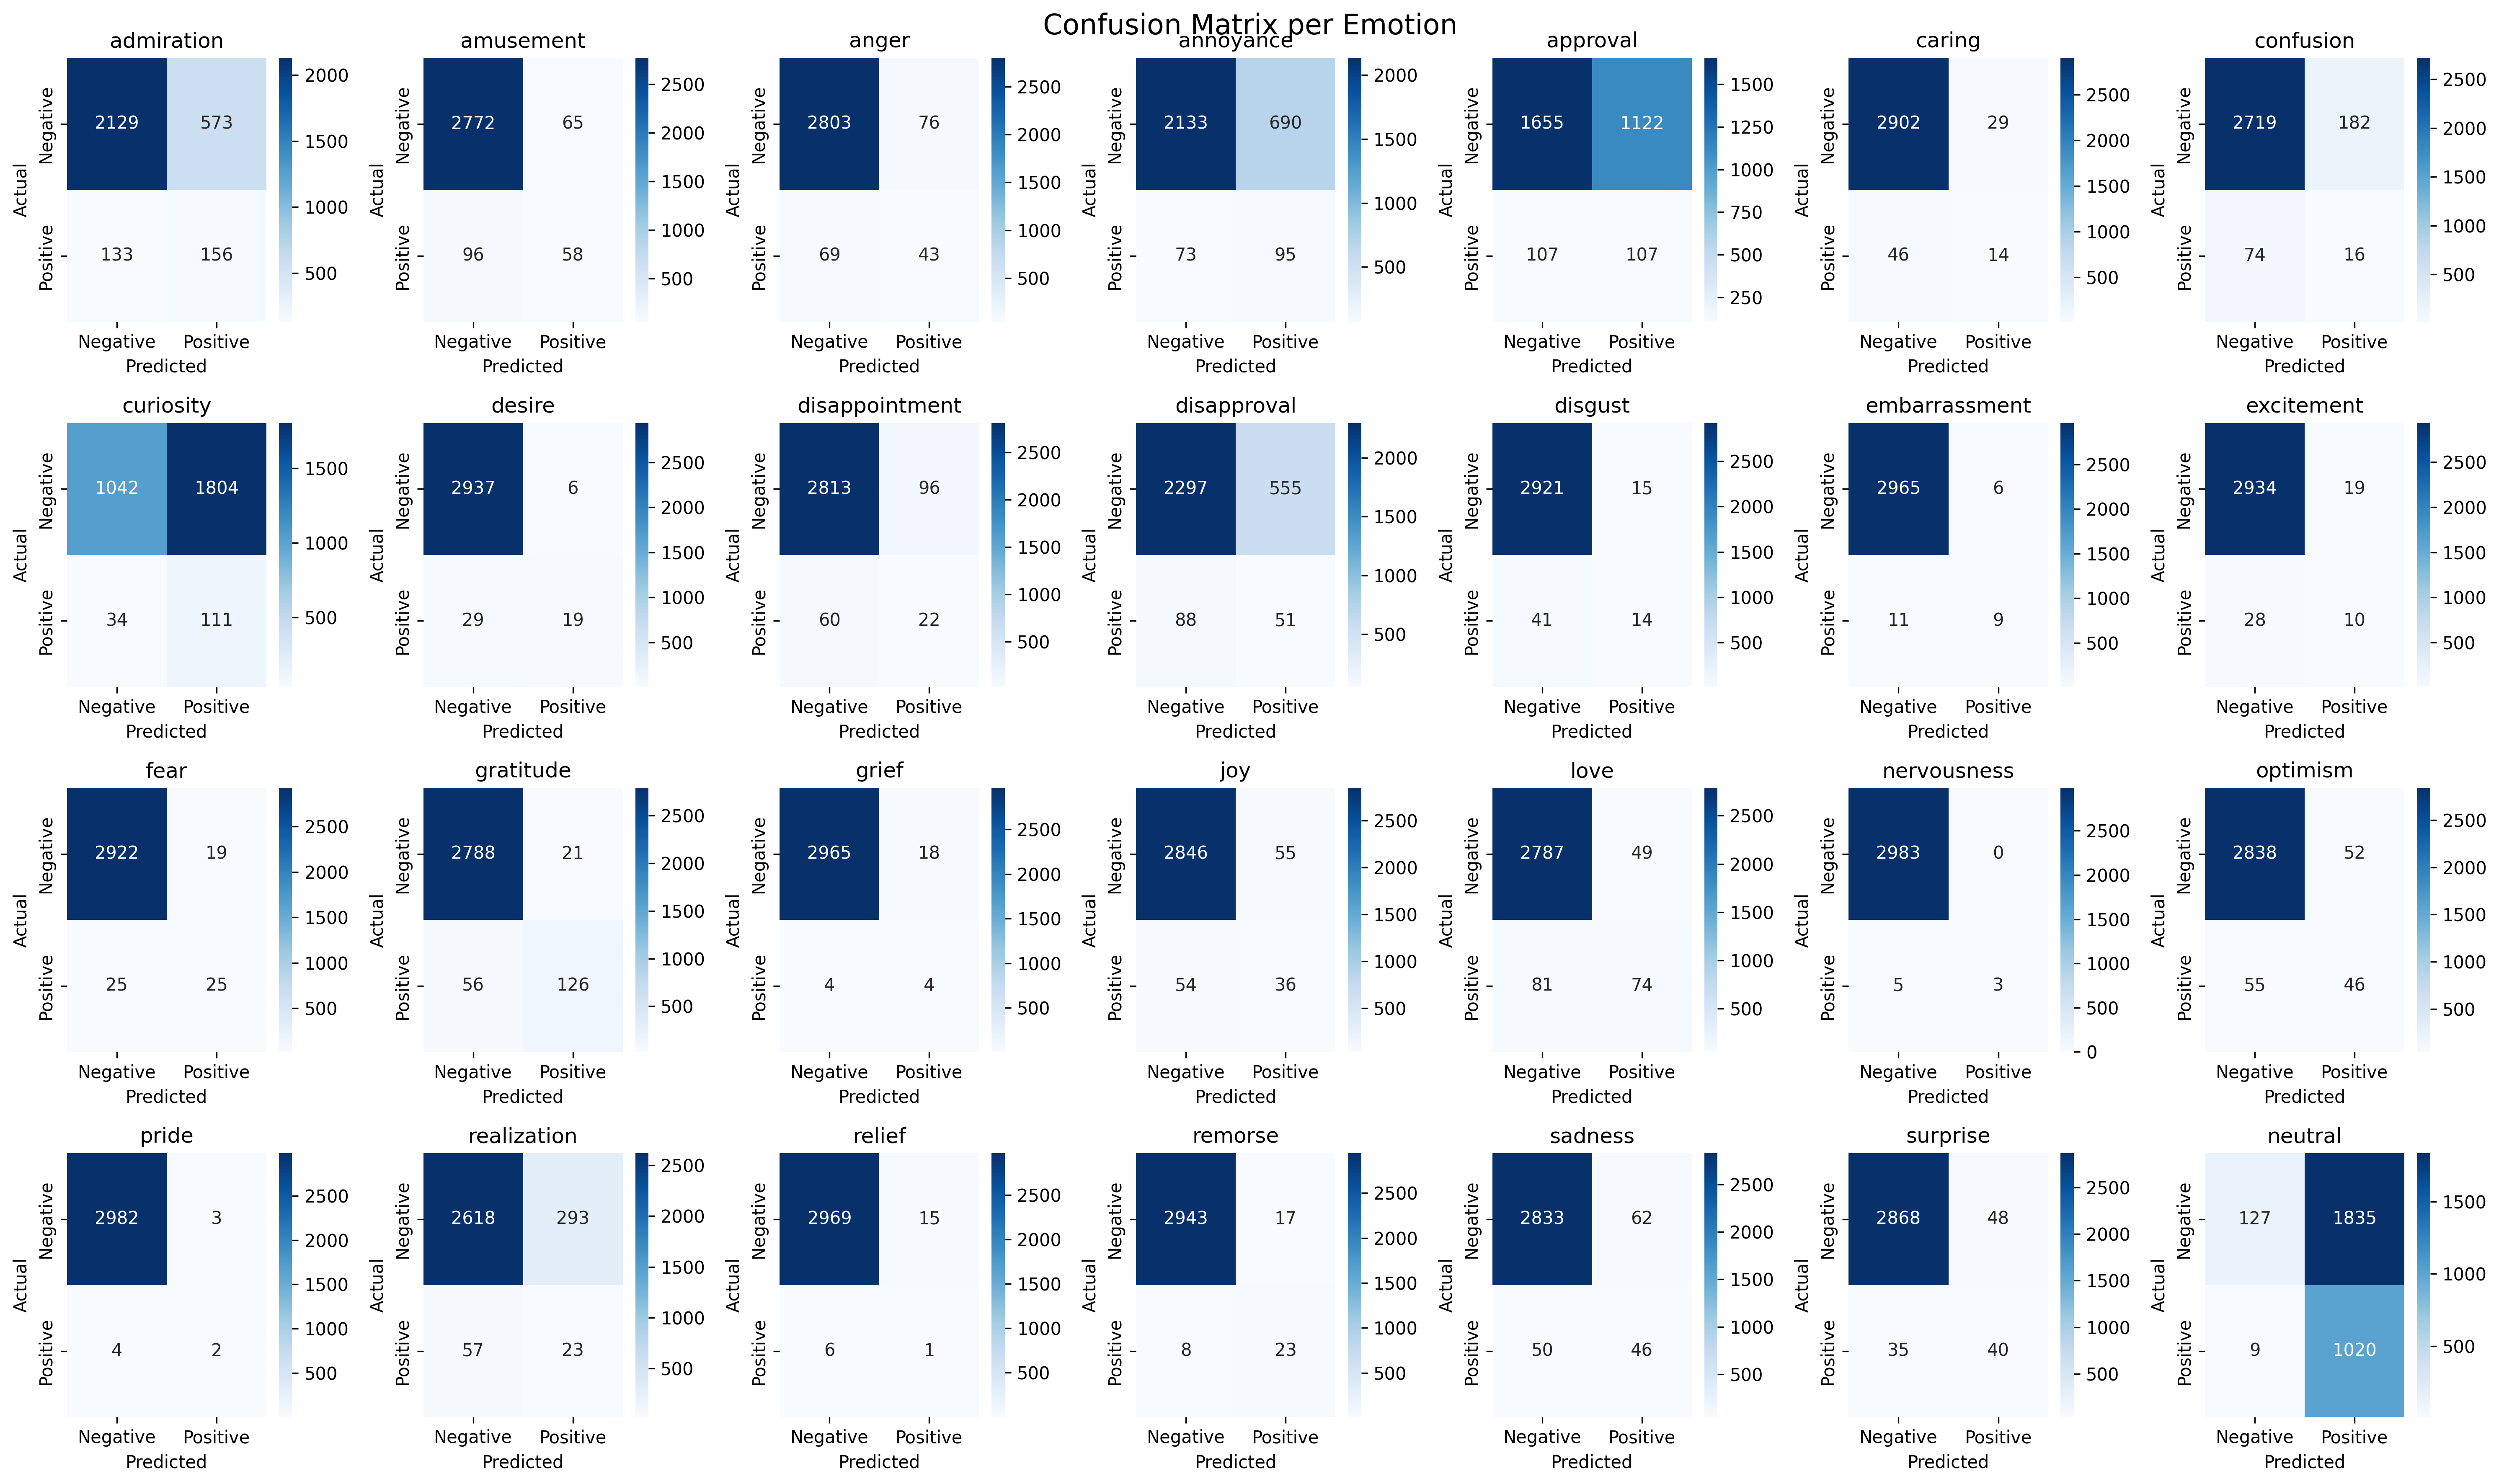 Confusion Matrix per Emotion
admiration amusement anger annoyance approval caring confusion
Actual Negative 2129 573 2000
1500
1000
Positive 133 156 500
Negative Positive
Predicted
Actual Negative 2772 65 2500
2000
1500
1000
Positive 96 58 500
Negative Positive
Predicted
Actual Negative 2803 76 2500
2000
1500
1000
Positive 69 43 500
Negative Positive
Predicted
Actual Negative 2133 690 2000
1500
1000
Positive 73 95 500
Negative Positive
Predicted
Actual Negative 1655 1122 1500
1250
1000
750
500
Positive 107 107 250
Negative Positive
Predicted
Actual Negative 2902 29 2500
2000
1500
1000
Positive 46 14 500
Negative Positive
Predicted
Actual Negative 2719 182 2500
2000
1500
1000
Positive 74 16 500
Negative Positive
Predicted
curiosity desire disappointment disapproval disgust embarrassment excitement
Actual Negative 1042 1804 1500
1000
Positive 34 111 500
Negative Positive
Predicted
Actual Negative 2937 6 2500
2000
1500
1000
Positive 29 19 500
Negative Positive
Predicted
Actual Negative 2813 96 2500
2000
1500
1000
Positive 60 22 500
Negative Positive
Predicted
Actual Negative 2297 555 2000
1500
1000
Positive 88 51 500
Negative Positive
Predicted
Actual Negative 2921 15 2500
2000
1500
1000
Positive 41 14 500
Negative Positive
Predicted
Actual Negative 2965 6 2500
2000
1500
1000
Positive 11 9 500
Negative Positive
Predicted
Actual Negative 2934 19 2500
2000
1500
1000
Positive 28 10 500
Negative Positive
Predicted
fear gratitude grief joy love nervousness optimism
Actual Negative 2922 19 2500
2000
1500
1000
Positive 25 25 500
Negative Positive
Predicted
Actual Negative 2788 21 2500
2000
1500
1000
Positive 56 126 500
Negative Positive
Predicted
Actual Negative 2965 18 2500
2000
1500
1000
Positive 4 4 500
Negative Positive
Predicted
Actual Negative 2846 55 2500
2000
1500
1000
Positive 54 36 500
Negative Positive
Predicted
Actual Negative 2787 49 2500
2000
1500
1000
Positive 81 74 500
Negative Positive
Predicted
Actual Negative 2983 0 2500
2000
1500
1000
Positive 5 3 500
0
Negative Positive
Predicted
Actual Negative 2838 52 2500
2000
1500
1000
Positive 55 46 500
Negative Positive
Predicted
pride realization relief remorse sadness surprise neutral
Actual Negative 2982 3 2500
2000
1500
1000
Positive 4 2 500
Negative Positive
Predicted
Actual Negative 2618 293 2500
2000
1500
1000
Positive 57 23 500
Negative Positive
Predicted
Actual Negative 2969 15 2500
2000
1500
1000
Positive 6 1 500
Negative Positive
Predicted
Actual Negative 2943 17 2500
2000
1500
1000
Positive 8 23 500
Negative Positive
Predicted
Actual Negative 2833 62 2500
2000
1500
1000
Positive 50 46 500
Negative Positive
Predicted
Actual Negative 2868 48 2500
2000
1500
1000
Positive 35 40 500
Negative Positive
Predicted
Actual Negative 127 1835 1500
1000
Positive 9 1020 500
Negative Positive
Predicted